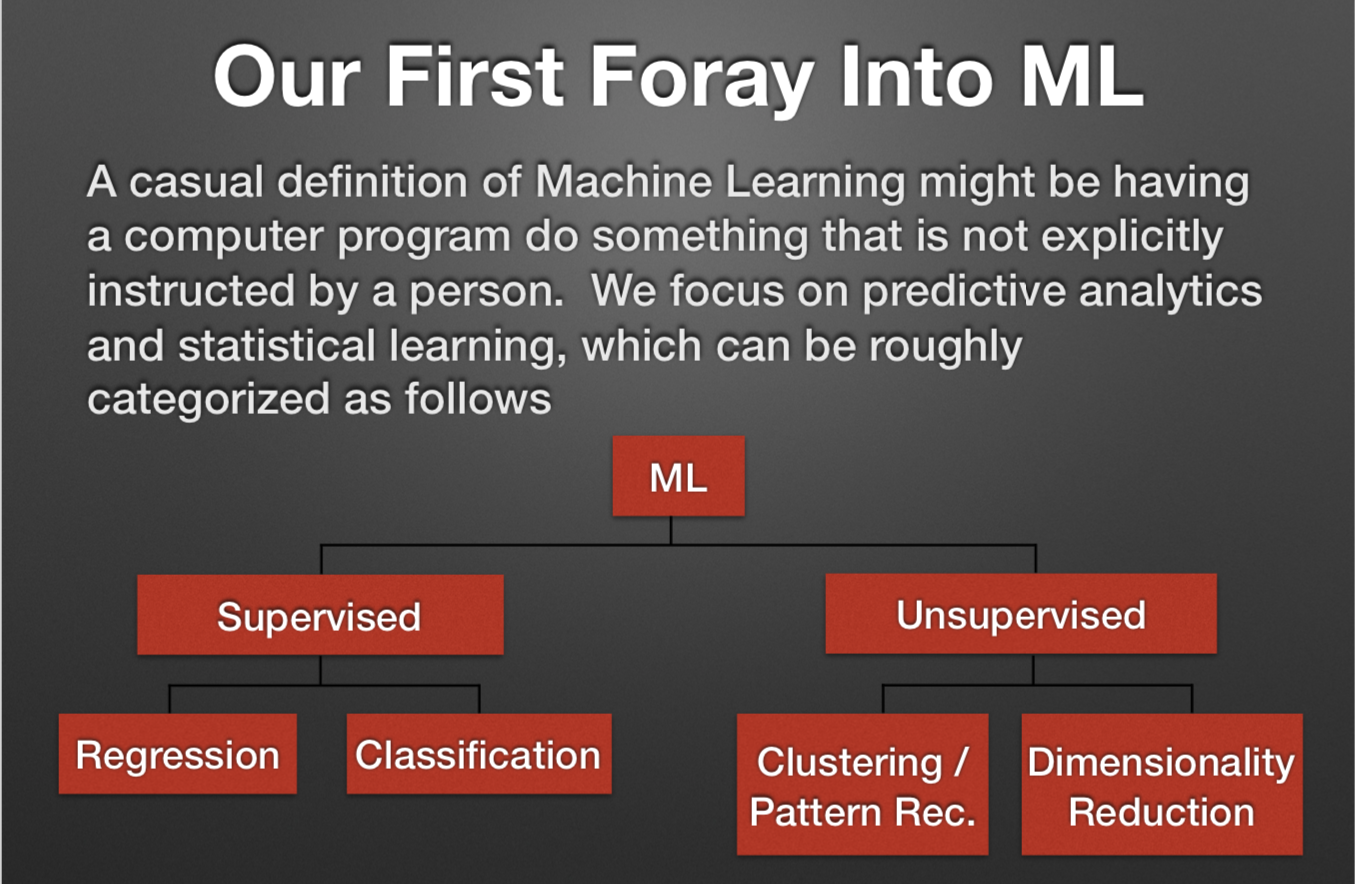 Our First Foray Into ML
A casual definition of Machine Learning might be having
a computer program do something that is not explicitly
instructed by a person.  We focus on predictive analytics
and statistical learning, which can be roughly
categorized as follows
ML
Supervised
Unsupervised
Regression
Classification
Clustering /
Pattern Rec.
Dimensionality
Reduction